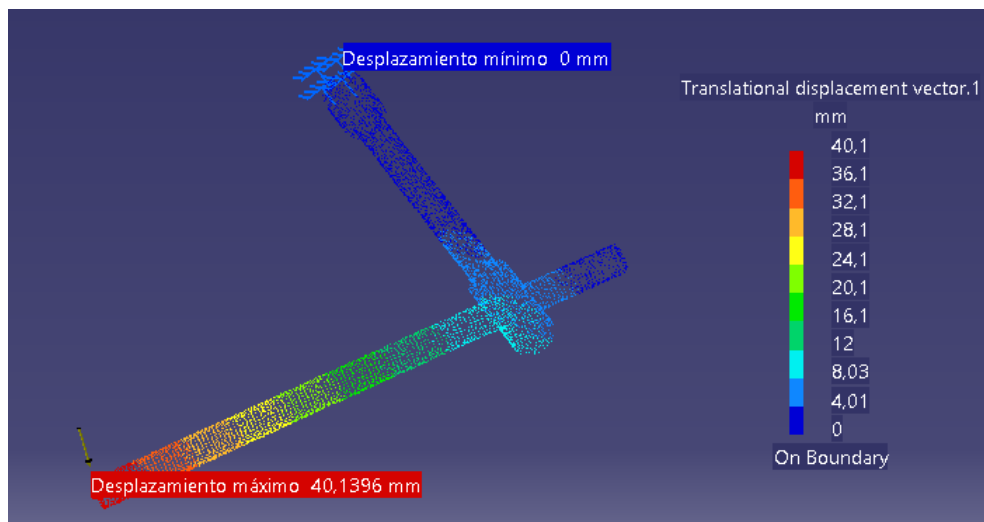 Desplazamiento mínimo 0 mm
Translational displacement vector.1
mm
40,1
36,1
32,1
28,1
24,1
20,1
16,1
12
8,03
4,01
0
On Boundary
Desplazamiento máximo 40,1396 mm